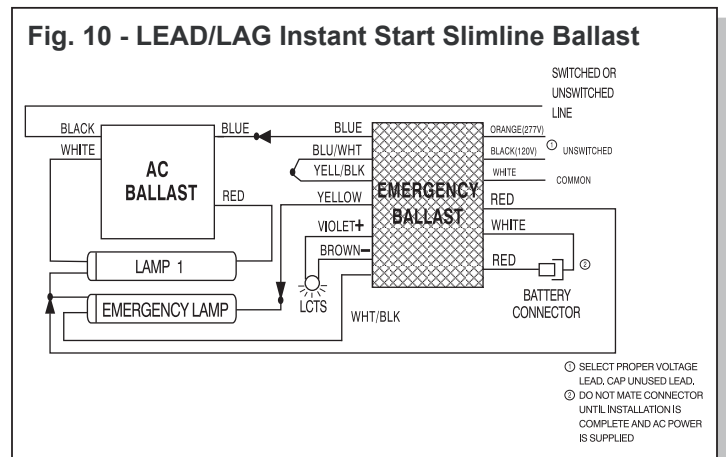 Fig. 10 - LEAD/LAG Instant Start Slimline Ballast
SWITCHED OR
UNSWITCHED
LINE
BLACK
WHITE
AC
BALLAST
BLUE
RED
BLUE
BLU/WHT
YELL/BLK
YELLOW
VIOLET+
BROWN-
LCTS
WHT/BLK
EMERGENCY
BALLAST
ORANGE(277V)
BLACK(120V)
① UNSWITCHED
WHITE
COMMON
RED
WHITE
RED
②
BATTERY
CONNECTOR
LAMP 1
EMERGENCY LAMP
① SELECT PROPER VOLTAGE
LEAD. CAP UNUSED LEAD.
② DO NOT MATE CONNECTOR
UNTIL INSTALLATION IS
COMPLETE AND AC POWER
IS SUPPLIED